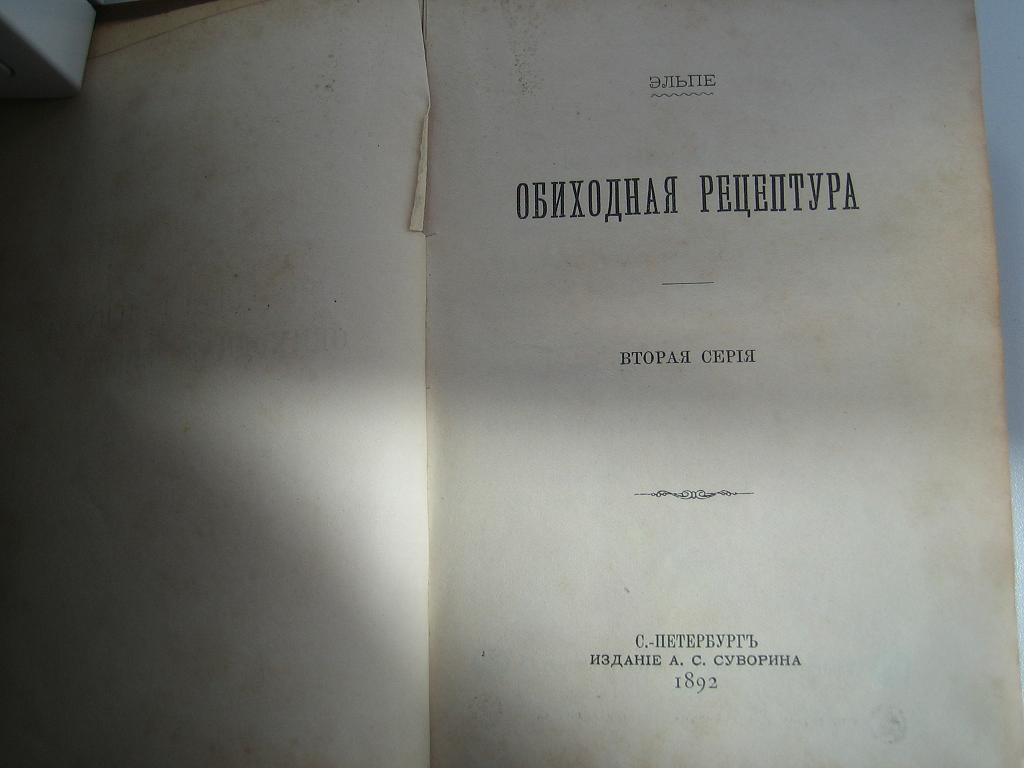 ЭЛЬПЕ
ОБИХОДНАЯ РЕЦЕПТУРА
ВТОРАЯ СЕРІЯ
С.-ПЕТЕРБУРГЪ
ИЗДАНІЕ А. С. СУВОРИНА
1892